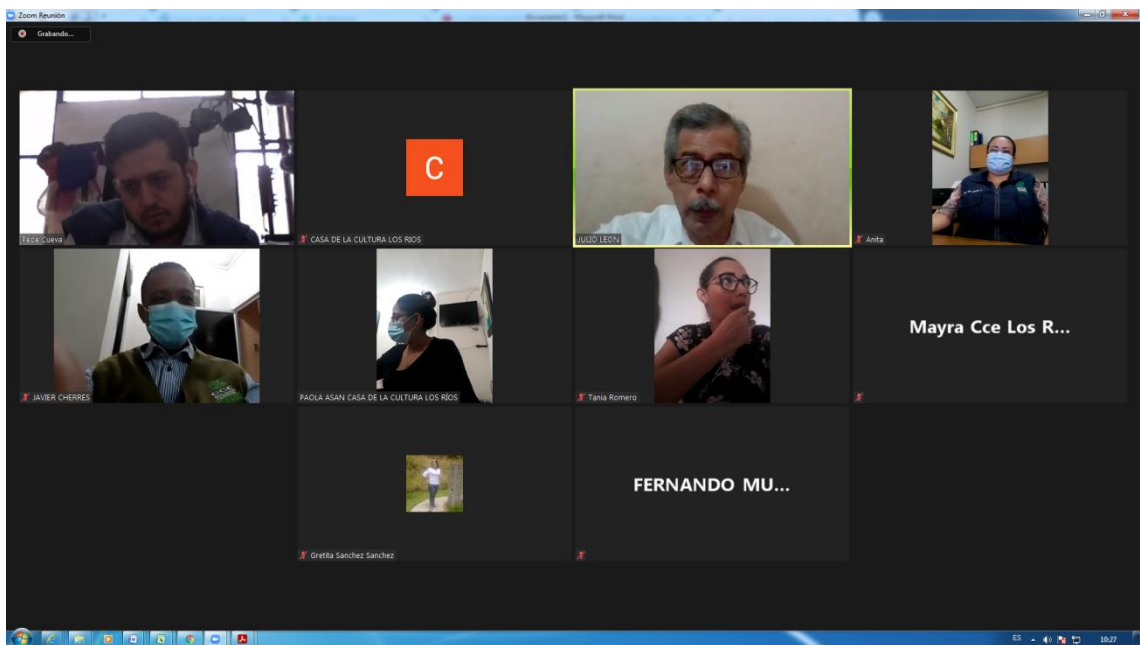 Zoom Reunión
Grabando...
C
Pepe Cueva
CASA DE LA CULTURA LOS RIOS
JULIO LEON
Anita
JAVIER CHERRES
PAOLA ASAN CASA DE LA CULTURA LOS RÍOS
Tania Romero
Mayra Cce Los R...
Gretita Sanchez Sanchez
FERNANDO MU...
ES
10:27